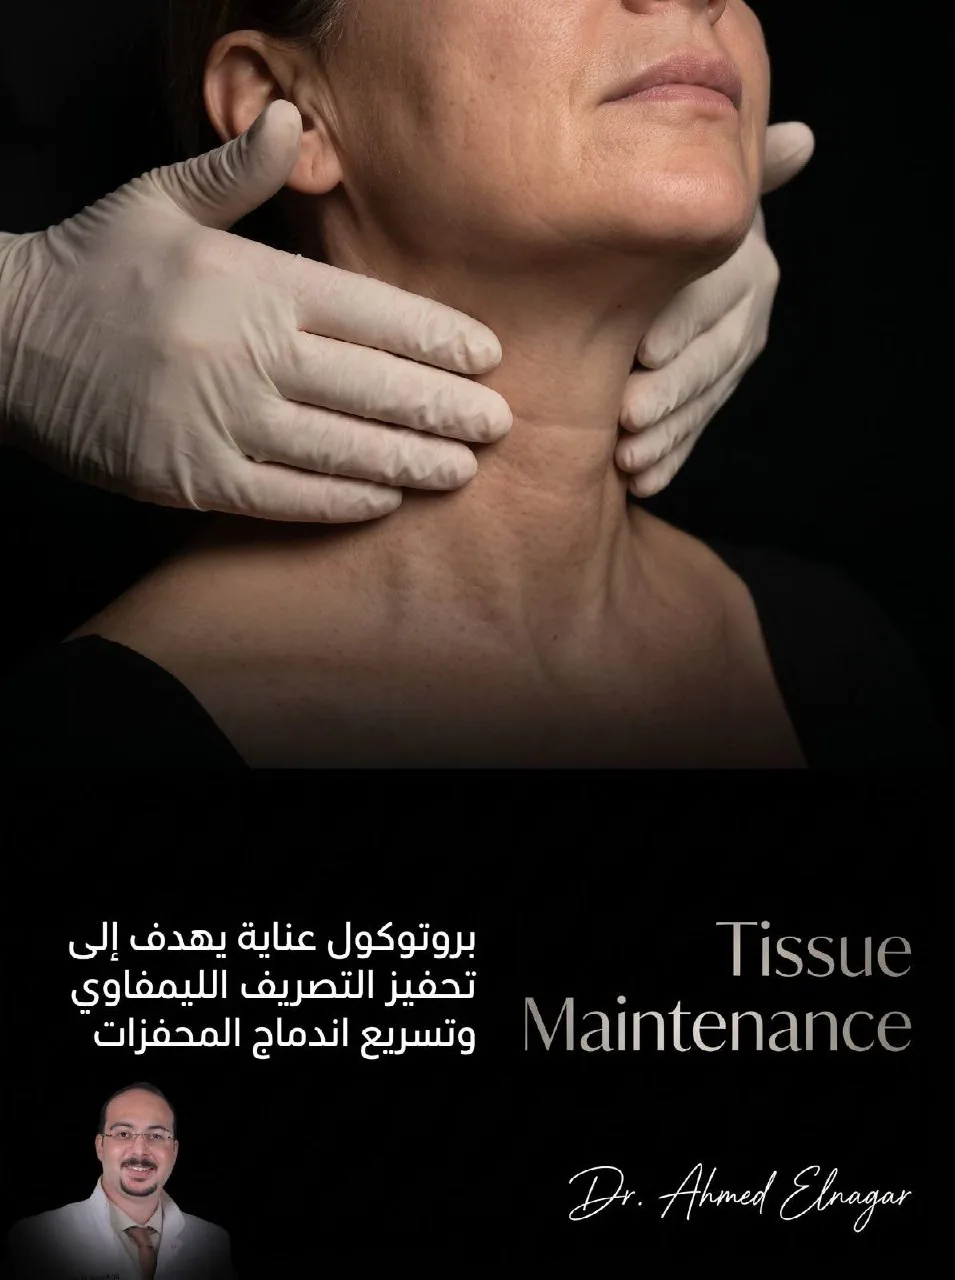 Tissue
Maintenance
بروتوكول عناية يهدف إلى
تحفيز التصريف الليمفاوي
وتسريع اندماج المحفزات
Dr. Ahmed Elnagar